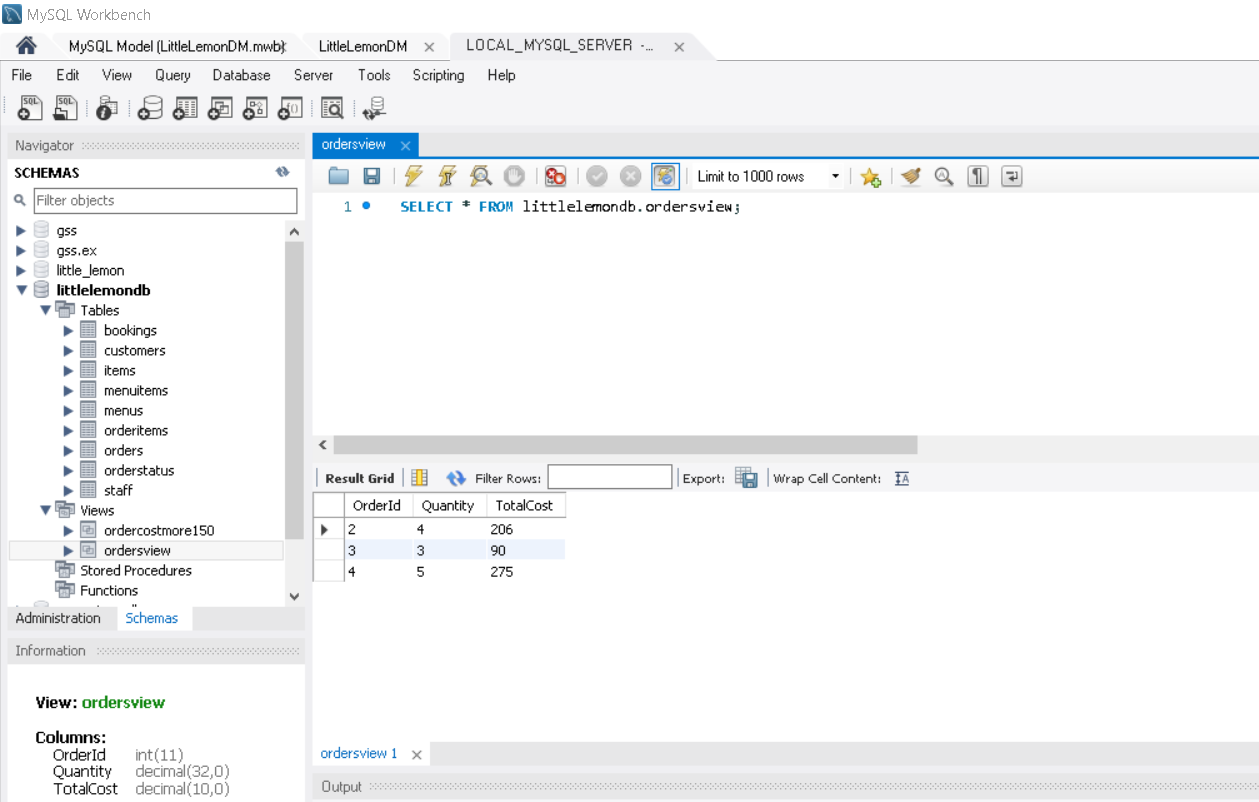 MySQL Workbench
MySQL Model (LittleLemonDM.mwb)
LittleLemonDM
LOCAL_MYSQL_SERVER -...
File Edit View Query Database Server Tools Scripting Help
Navigator
SCHEMAS
Filter objects
gss
gss.ex
little_lemon
littlelemondb
Tables
bookings
customers
items
menuitems
menus
orderitems
orders
orderstatus
staff
Views
ordercostmore150
ordersview
Stored Procedures
Functions
Administration Schemas
Information
View: ordersview
Columns:
OrderId int(11)
Quantity decimal(32,0)
TotalCost decimal(10,0)
ordersview
Limit to 1000 rows
1 SELECT * FROM littlelemondb.ordersview;
Result Grid Filter Rows: Export: Wrap Cell Content:
OrderId Quantity TotalCost
2 4 206
3 3 90
4 5 275
ordersview 1
Output